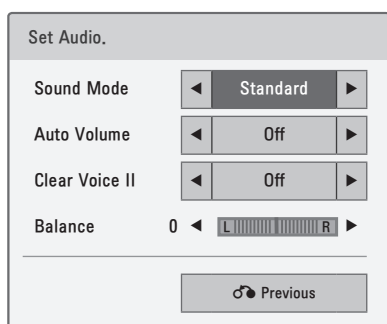 Set Audio.
Sound Mode ◀ Standard ▶
Auto Volume ◀ Off ▶
Clear Voice II ◀ Off ▶
Balance 0 ◀ L R ▶
Previous